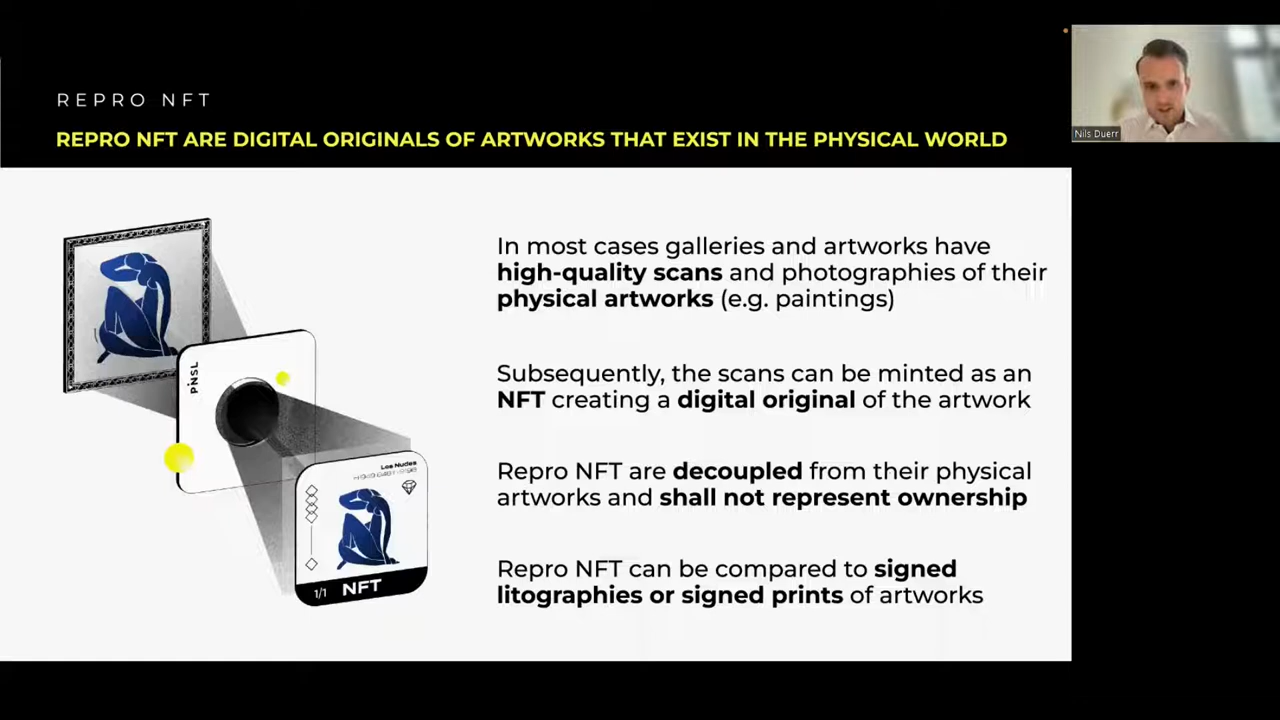 REPRO NFT
REPRO NFT ARE DIGITAL ORIGINALS OF ARTWORKS THAT EXIST IN THE PHYSICAL WORLD
Nils Duerr
In most cases galleries and artworks have
high-quality scans and photographies of their
physical artworks (e.g. paintings)
Subsequently, the scans can be minted as an
NFT creating a digital original of the artwork
Repro NFT are decoupled from their physical
artworks and shall not represent ownership
Repro NFT can be compared to signed
litographies or signed prints of artworks
PNSL
Los Nudes
1/1 NFT